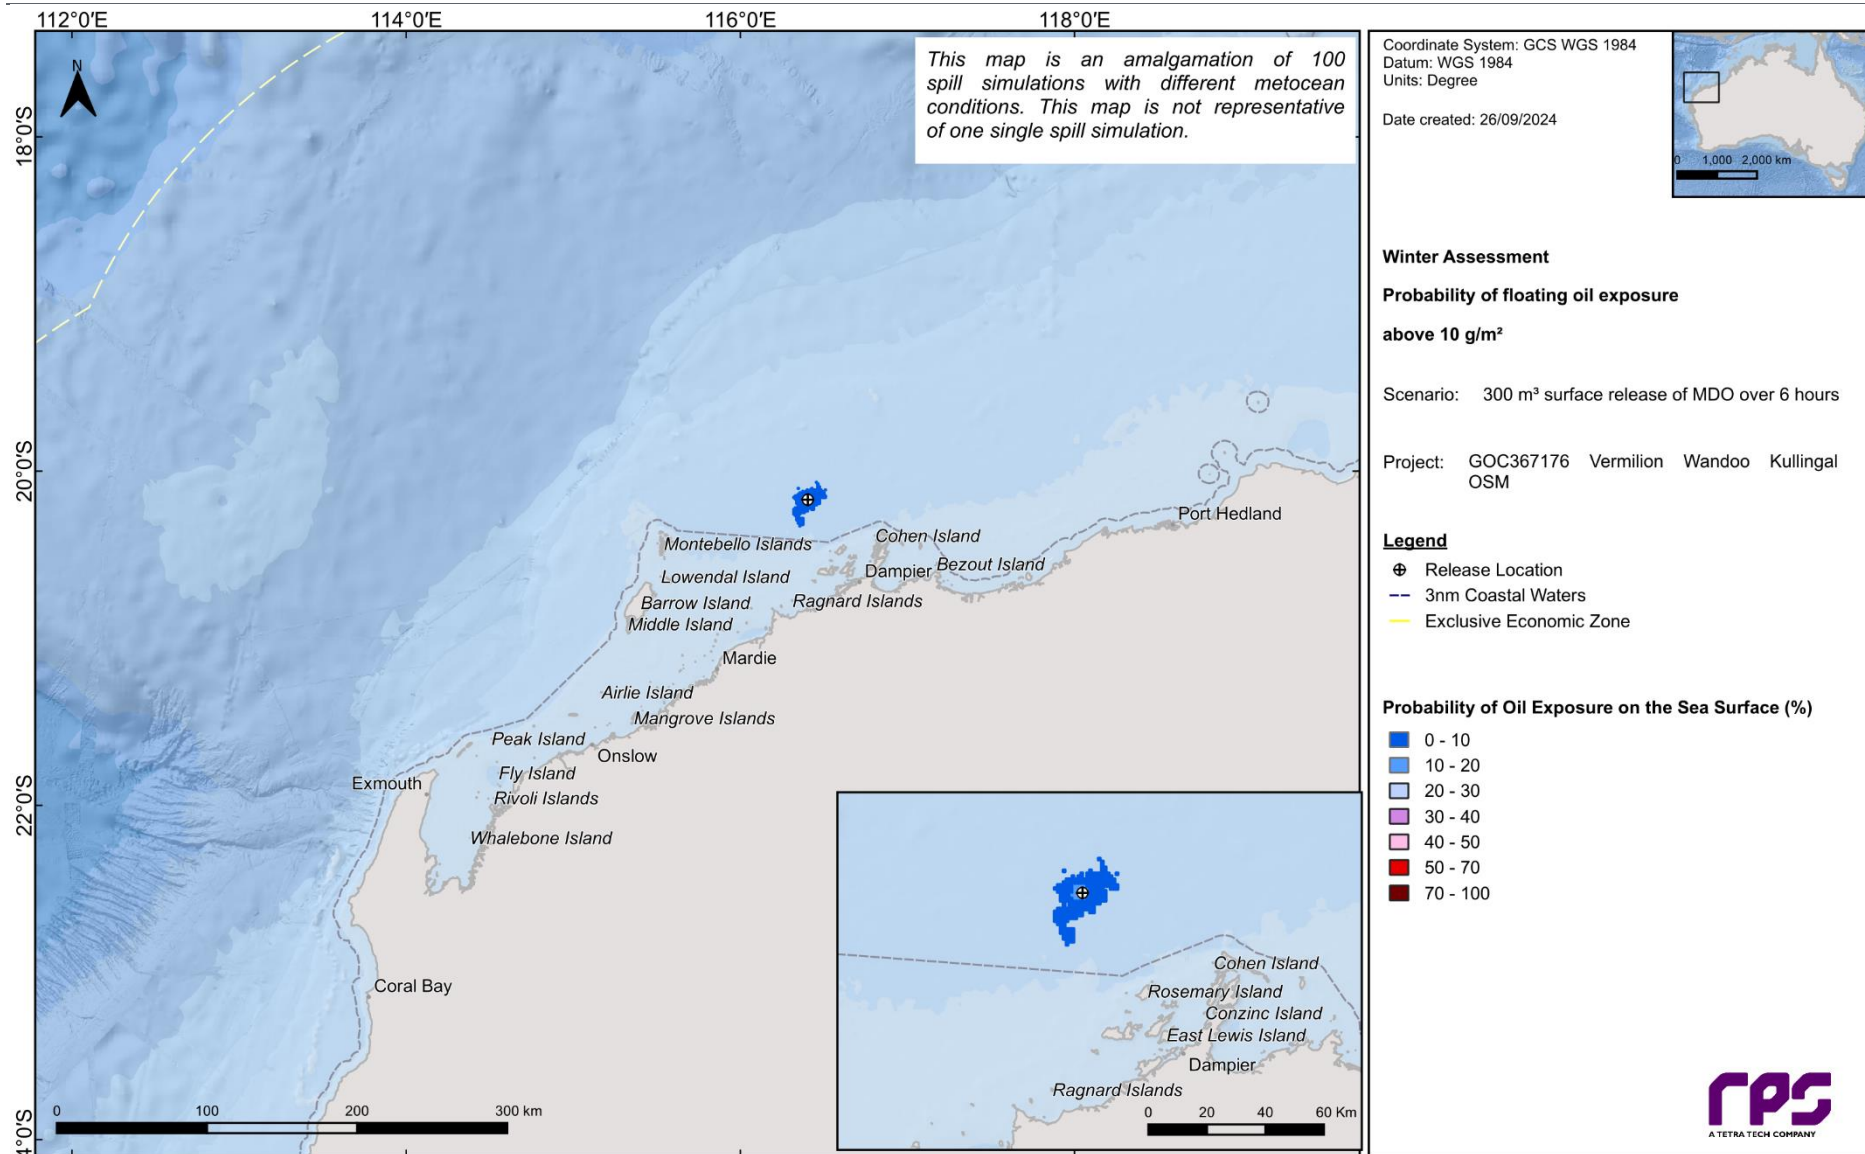 112°0'E
114°0'E
116°0'E
118°0'E
18°0'S
20°0'S
22°0'S
4°0'S
N
This map is an amalgamation of 100
spill simulations with different metocean
conditions. This map is not representative
of one single spill simulation.
Montebello Islands
Lowendal Island
Barrow Island
Middle Island
Cohen Island
Dampier
Bezout Island
Ragnard Islands
Port Hedland
Mardie
Airlie Island
Mangrove Islands
Peak Island
Onslow
Exmouth
Fly Island
Rivoli Islands
Whalebone Island
Coral Bay
0 100 200 300 km
Cohen Island
Rosemary Island
Conzinc Island
East Lewis Island
Dampier
Ragnard Islands
0 20 40 60 Km
Coordinate System: GCS WGS 1984
Datum: WGS 1984
Units: Degree
Date created: 26/09/2024
0 1,000 2,000 km
Winter Assessment
Probability of floating oil exposure
above 10 g/m²
Scenario: 300 m³ surface release of MDO over 6 hours
Project: GOC367176 Vermilion Wandoo Kullingal
OSM
Legend
Release Location
3nm Coastal Waters
Exclusive Economic Zone
Probability of Oil Exposure on the Sea Surface (%)
0 - 10
10 - 20
20 - 30
30 - 40
40 - 50
50 - 70
70 - 100
rps
A TETRA TECH COMPANY